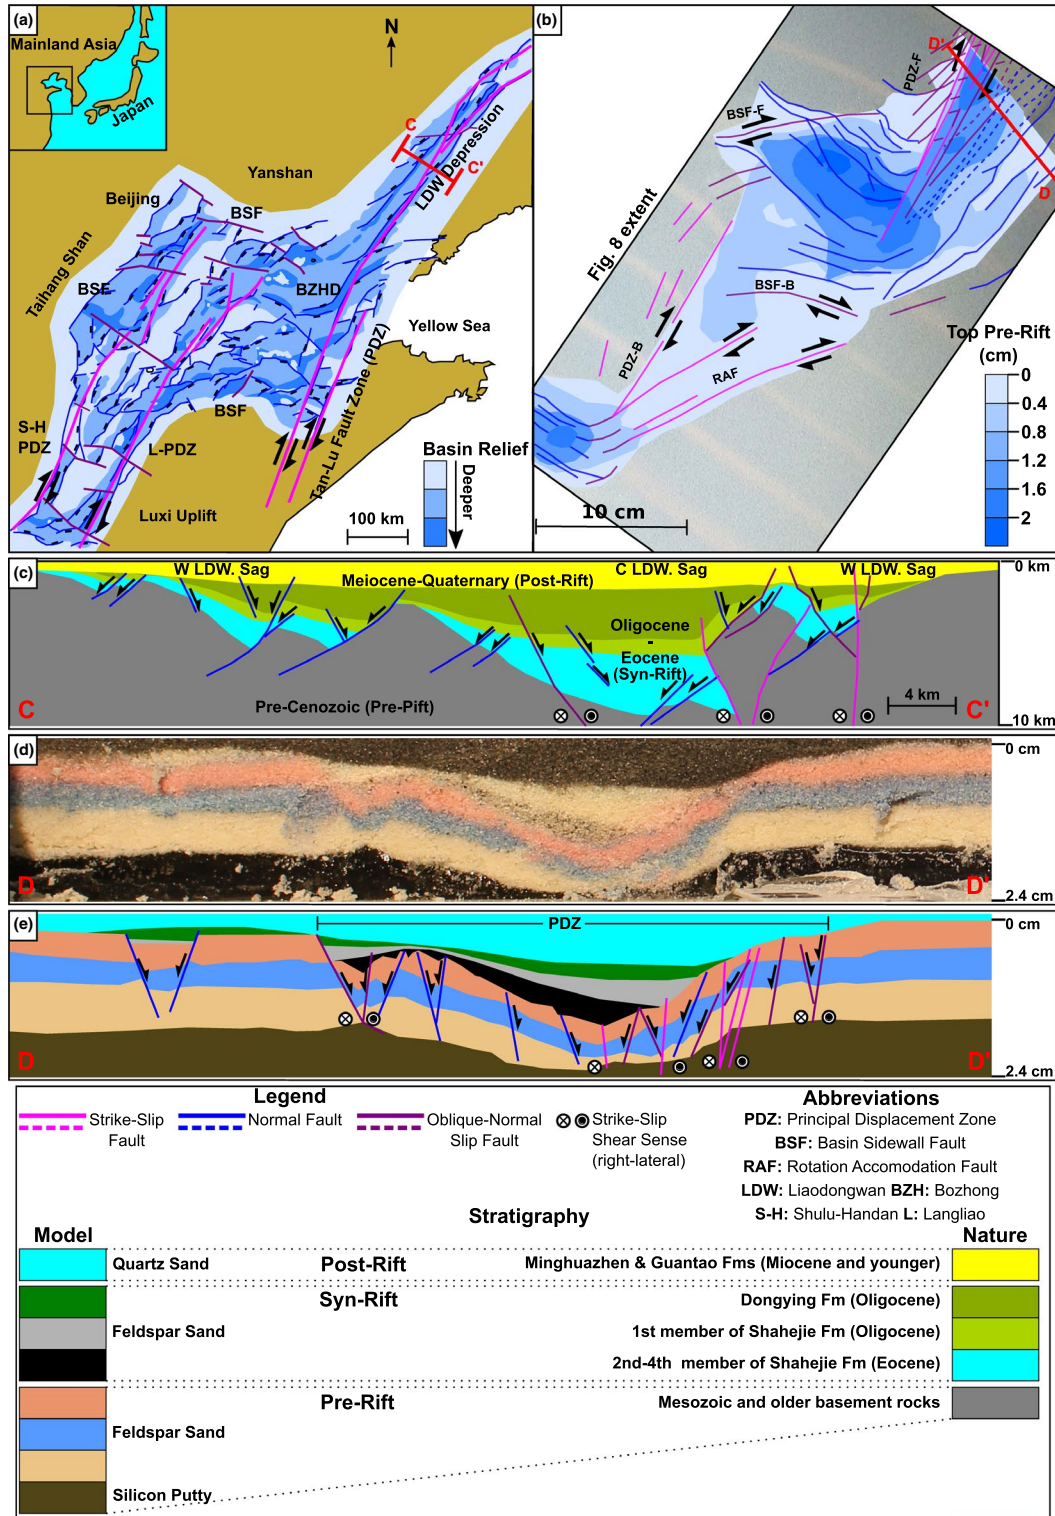 (a)
Mainland Asia
Japan
N
Yanshan
Beijing
BSF
Taihang Shan
BSF
BZHD
C
C'
LDW Depression
Yellow Sea
Tan-Lu Fault Zone (PDZ)
BSF
S-H
PDZ
L-PDZ
Luxi Uplift
100 km
Basin Relief
Deeper
(b)
D'
D
PDZ-F
BSF-F
Fig. 8 extent
BSF-B
PDZ-B
RAF
10 cm
Top Pre-Rift
(cm)
0
0.4
0.8
1.2
1.6
2
(c)
W LDW. Sag
Meiocene-Quaternary (Post-Rift)
C LDW. Sag
W LDW. Sag
0 km
Oligocene
-
Eocene
(Syn-Rift)
Pre-Cenozoic (Pre-Pift)
4 km
C
C'
10 km
(d)
0 cm
D
D'
2.4 cm
(e)
PDZ
0 cm
D
D'
2.4 cm
Legend
Strike-Slip
Fault
Normal Fault
Oblique-Normal
Slip Fault
Strike-Slip
Shear Sense
(right-lateral)
Abbreviations
PDZ: Principal Displacement Zone
BSF: Basin Sidewall Fault
RAF: Rotation Accomodation Fault
LDW: Liaodongwan BZH: Bozhong
S-H: Shulu-Handan L: Langliao
Stratigraphy
Model
Nature
Quartz Sand
Post-Rift
Minghuazhen & Guantao Fms (Miocene and younger)
Syn-Rift
Dongying Fm (Oligocene)
Feldspar Sand
1st member of Shahejie Fm (Oligocene)
2nd-4th member of Shahejie Fm (Eocene)
Pre-Rift
Mesozoic and older basement rocks
Feldspar Sand
Silicon Putty